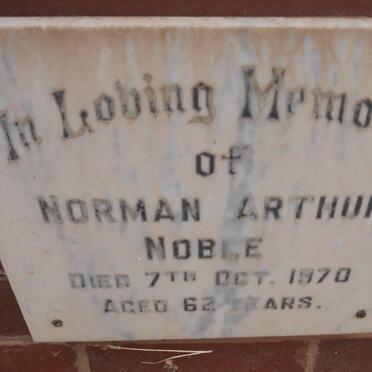 In Loving Memo
of
NORMAN ARTHUR
NOBLE
DIED 7TH OCT. 1970
AGED 62 YEARS.